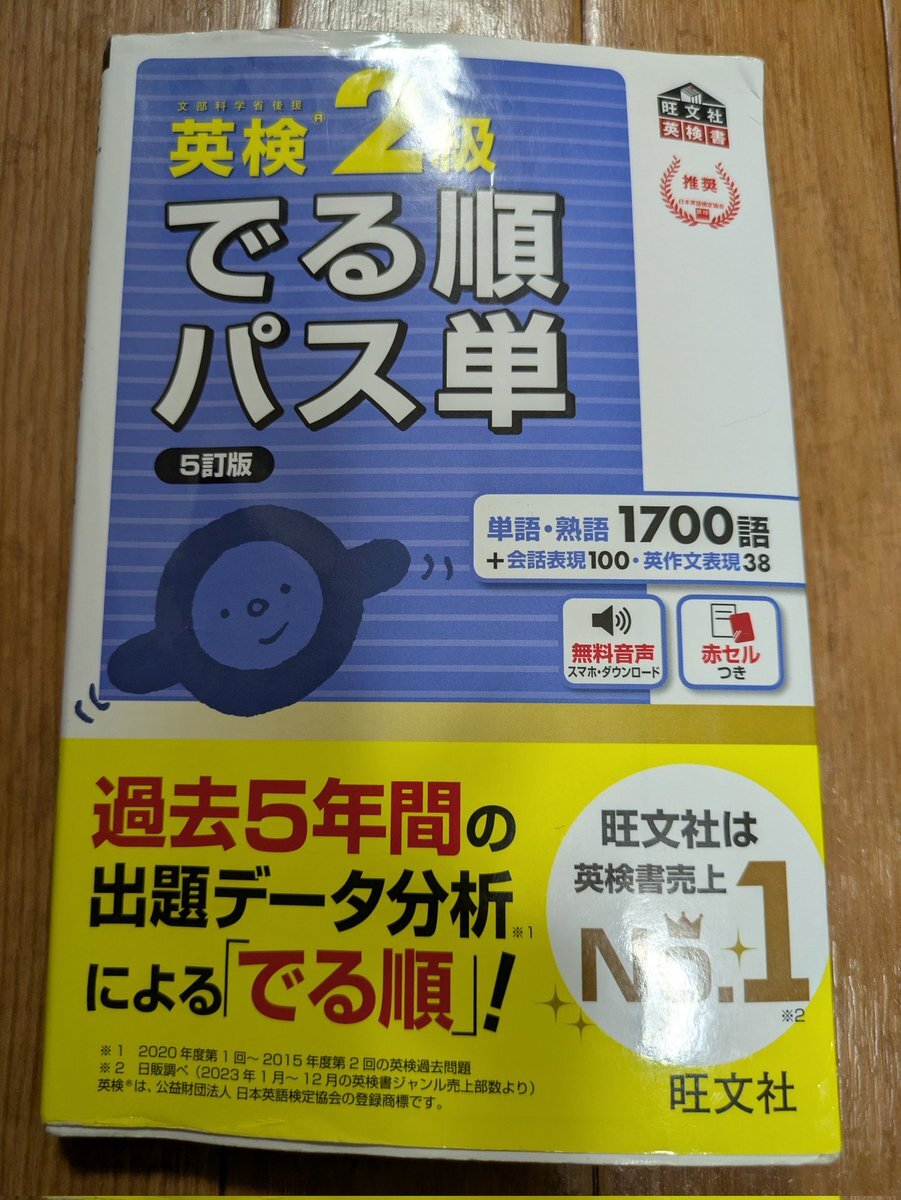 文部科学省後援
英検®2級
でる順
パス単
5訂版
旺文社
英検書
推奨
日本英語検定協会
単語・熟語 1700語
+会話表現100・英作文表現38
無料音声
スマホ・ダウンロード
赤セル
つき
過去5年間の
出題データ分析※1
による「でる順」!
旺文社は
英検書売上
No.1
※2
※1 2020年度第1回～2015年度第2回の英検過去問題
※2 日販調べ(2023年1月～12月の英検書ジャンル売上部数より)
英検®は、公益財団法人 日本英語検定協会の登録商標です。
旺文社